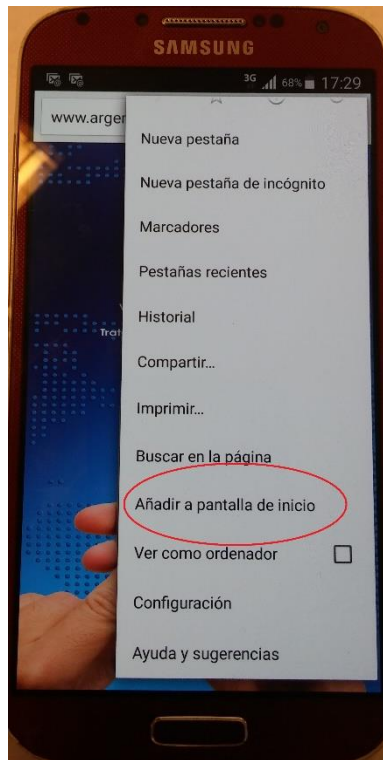 SAMSUNG
3G 68% 17:29
www.arger
Nueva pestaña
Nueva pestaña de incógnito
Marcadores
Pestañas recientes
Historial
Compartir...
Imprimir...
Buscar en la página
Añadir a pantalla de inicio
Ver como ordenador
Configuración
Ayuda y sugerencias